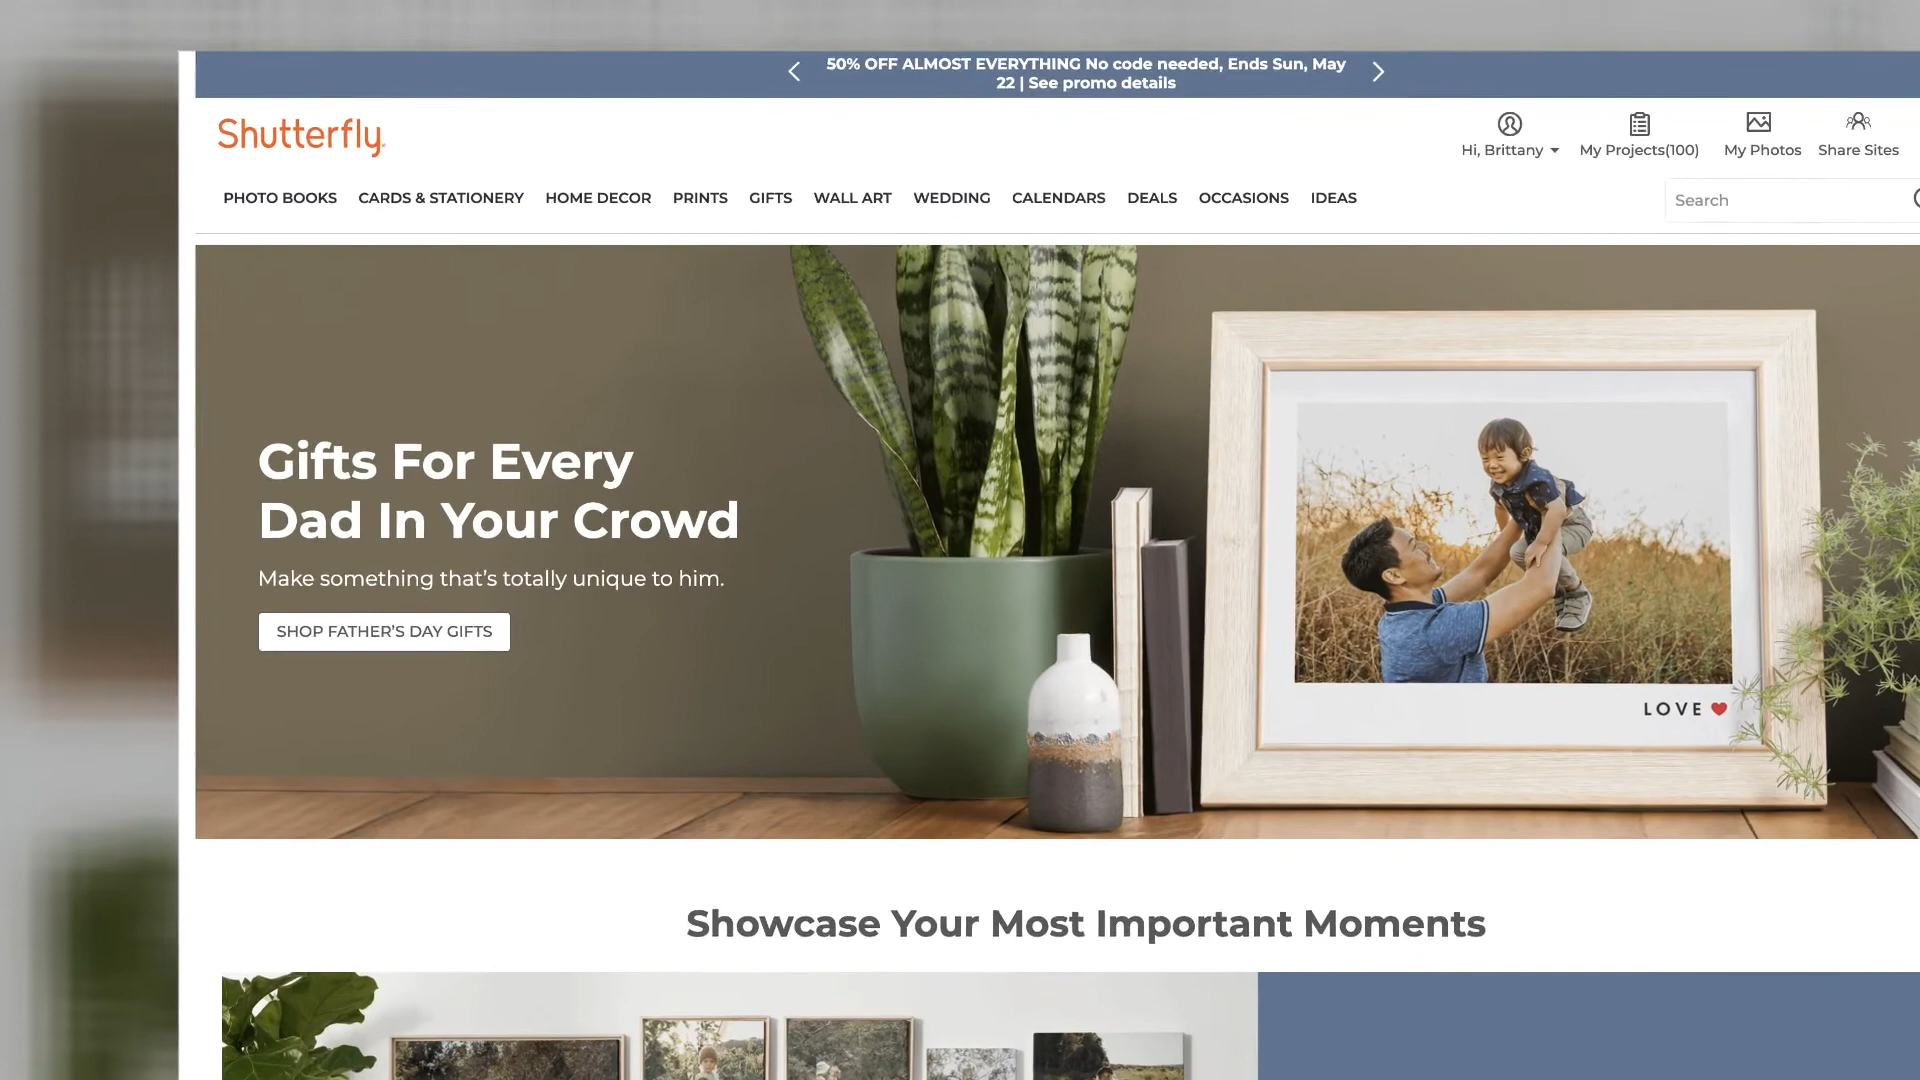 50% OFF ALMOST EVERYTHING No code needed, Ends Sun, May
22 | See promo details
Shutterfly
Hi, Brittany
My Projects(100)
My Photos
Share Sites
PHOTO BOOKS
CARDS & STATIONERY
HOME DECOR
PRINTS
GIFTS
WALL ART
WEDDING
CALENDARS
DEALS
OCCASIONS
IDEAS
Search
Gifts For Every
Dad In Your Crowd
Make something that's totally unique to him.
SHOP FATHER'S DAY GIFTS
LOVE
Showcase Your Most Important Moments